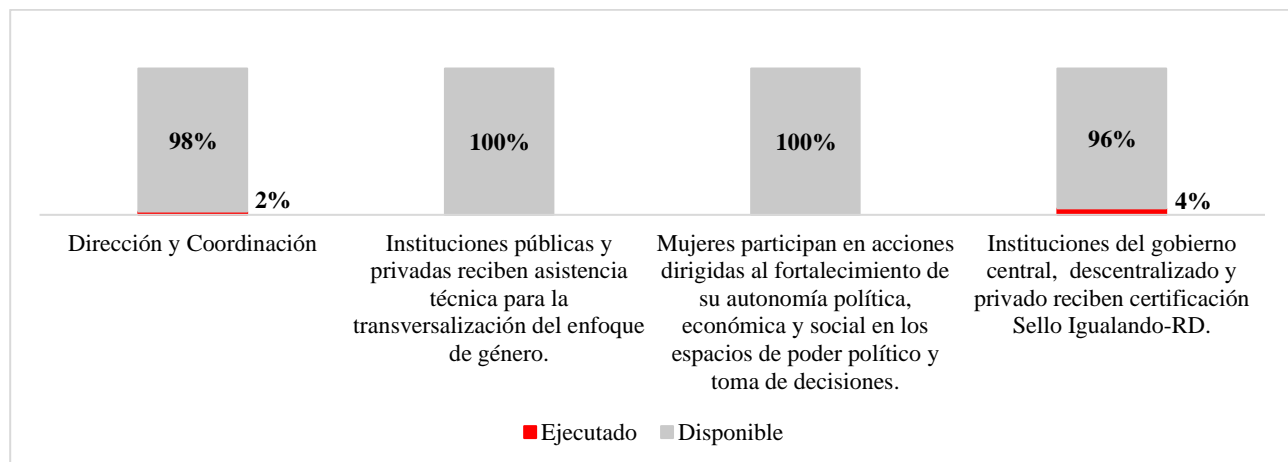 98%
2%
100%
100%
96%
4%
Dirección y Coordinación
Instituciones públicas y
privadas reciben asistencia
técnica para la
transversalización del enfoque
de género.
Mujeres participan en acciones
dirigidas al fortalecimiento de
su autonomía política,
económica y social en los
espacios de poder político y
toma de decisiones.
Instituciones del gobierno
central, descentralizado y
privado reciben certificación
Sello Igualando-RD.
Ejecutado
Disponible